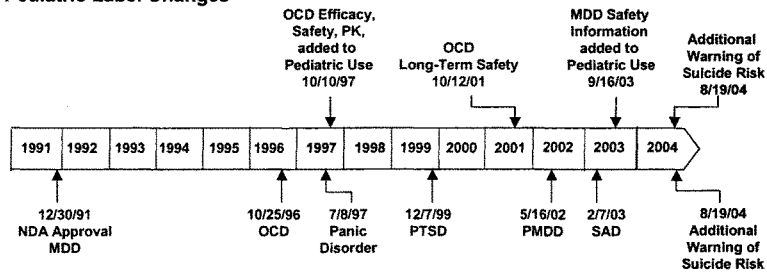 Pediatric Label Changes
OCD Efficacy,
Safety, PK,
added to
Pediatric Use
10/10/97
OCD
Long-Term Safety
10/12/01
MDD Safety
Information
added to
Pediatric Use
9/16/03
Additional
Warning of
Suicide Risk
8/19/04
1991 1992 1993 1994 1995 1996 1997 1998 1999 2000 2001 2002 2003 2004
12/30/91
NDA Approval
MDD
10/25/96
OCD
7/8/97
Panic
Disorder
12/7/99
PTSD
5/16/02
PMDD
2/7/03
SAD
8/19/04
Additional
Warning of
Suicide Risk